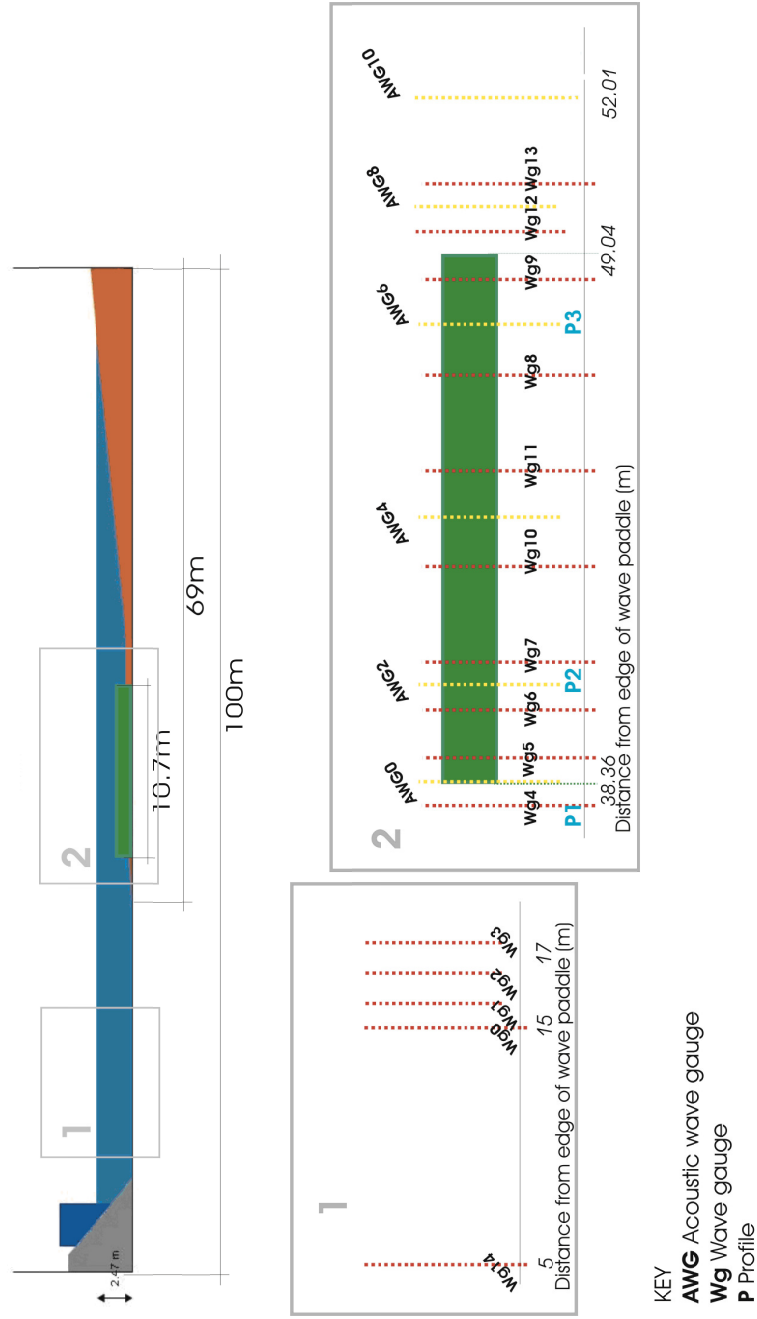 2.47 m
1
2
10.7m
69m
100m
1
Wg14
Wg0
Wg1
Wg2
Wg3
5
15
17
Distance from edge of wave paddle (m)
2
AWG0
AWG2
AWG4
AWG6
AWG8
AWG10
Wg4
Wg5
Wg6
Wg7
Wg10
Wg11
Wg8
Wg9
Wg12
Wg13
P1
P2
P3
38.36
49.04
52.01
Distance from edge of wave paddle (m)
KEY
AWG Acoustic wave gauge
Wg Wave gauge
P Profile